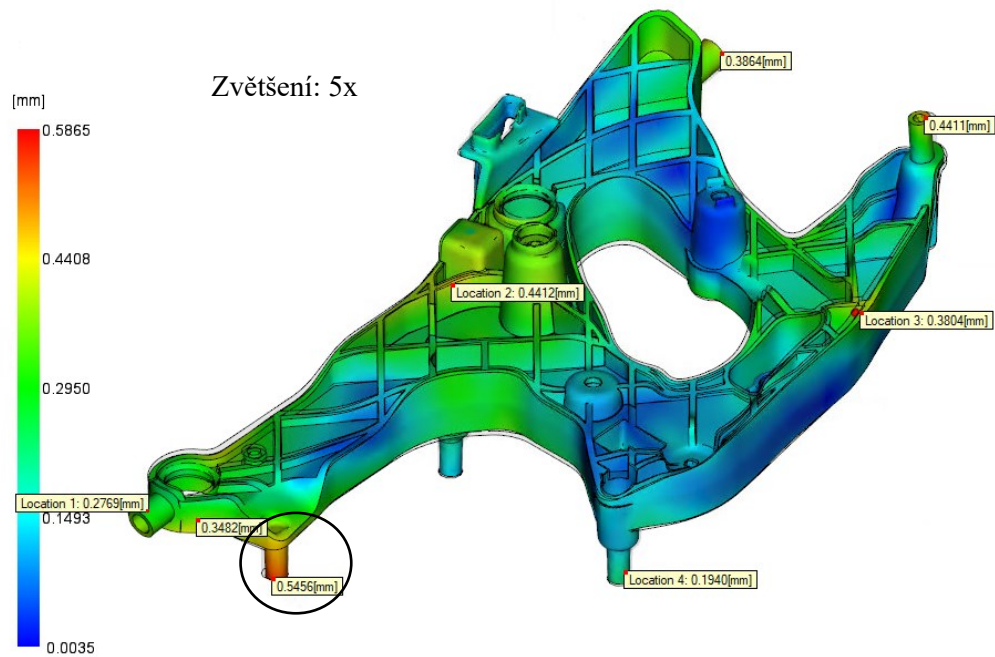 0.3864[mm]
Zvětšení: 5x
[mm]
0.5865
0.4411[mm]
0.4408
Location 2: 0.4412[mm]
Location 3: 0.3804[mm]
0.2950
Location 1: 0.2769[mm]
0.1493
0.3482[mm]
0.5456[mm]
Location 4: 0.1940[mm]
0.0035